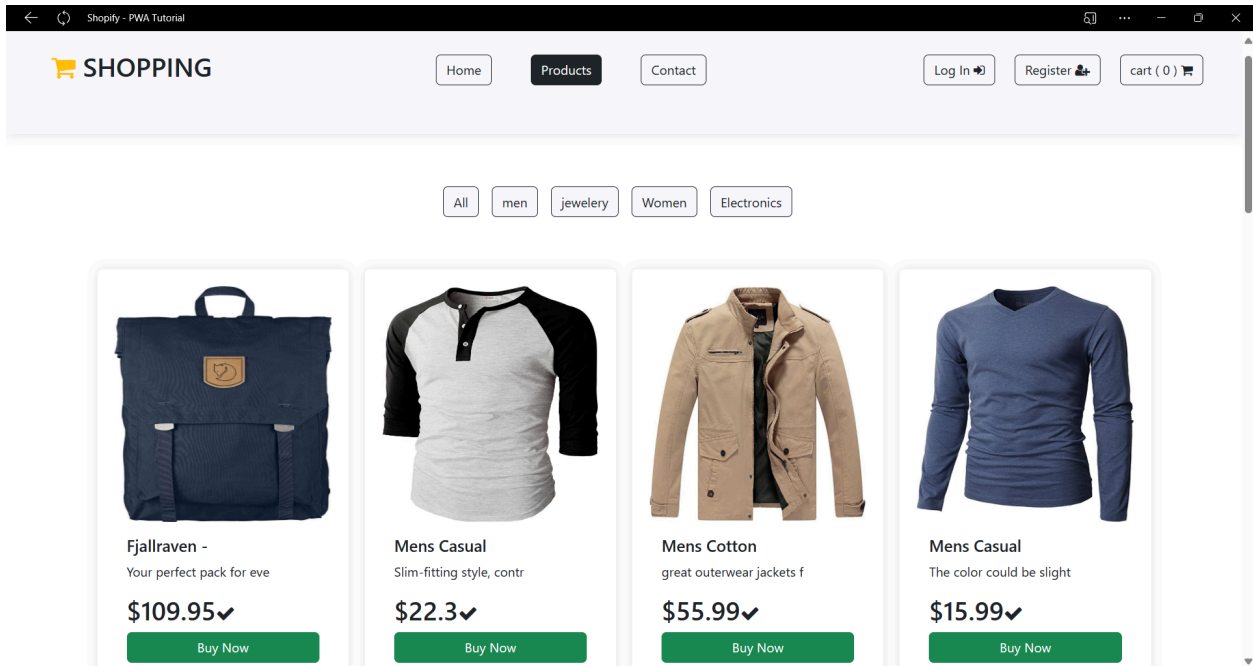 Shopify - PWA Tutorial
SHOPPING
Home
Products
Contact
Log In
Register
cart ( 0 )
All
men
jewelery
Women
Electronics
Fjallraven -
Your perfect pack for eve
$109.95
Buy Now
Mens Casual
Slim-fitting style, contr
$22.3
Buy Now
Mens Cotton
great outerwear jackets f
$55.99
Buy Now
Mens Casual
The color could be slight
$15.99
Buy Now